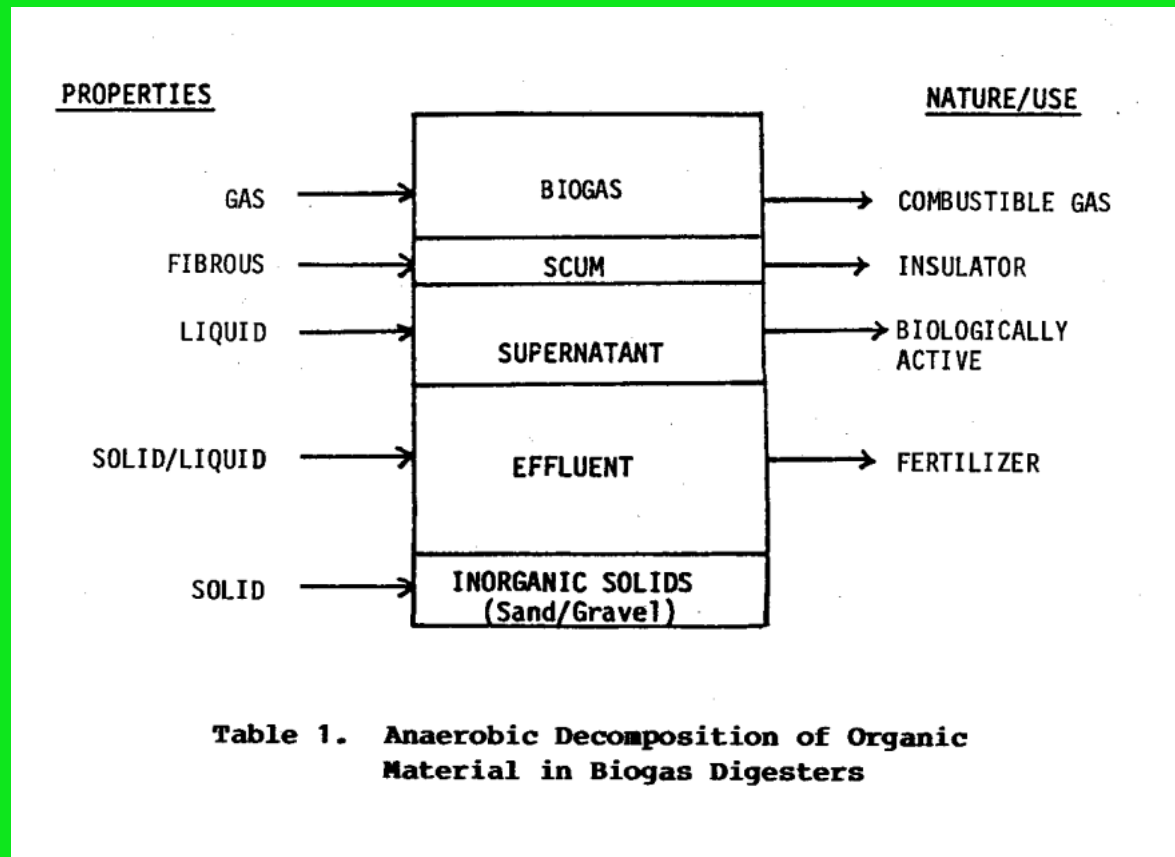 PROPERTIES
NATURE/USE
GAS
BIOGAS
COMBUSTIBLE GAS
FIBROUS
SCUM
INSULATOR
LIQUID
SUPERNATANT
BIOLOGICALLY
ACTIVE
SOLID/LIQUID
EFFLUENT
FERTILIZER
SOLID
INORGANIC SOLIDS
(Sand/Gravel)
Table 1. Anaerobic Decomposition of Organic
Material in Biogas Digesters